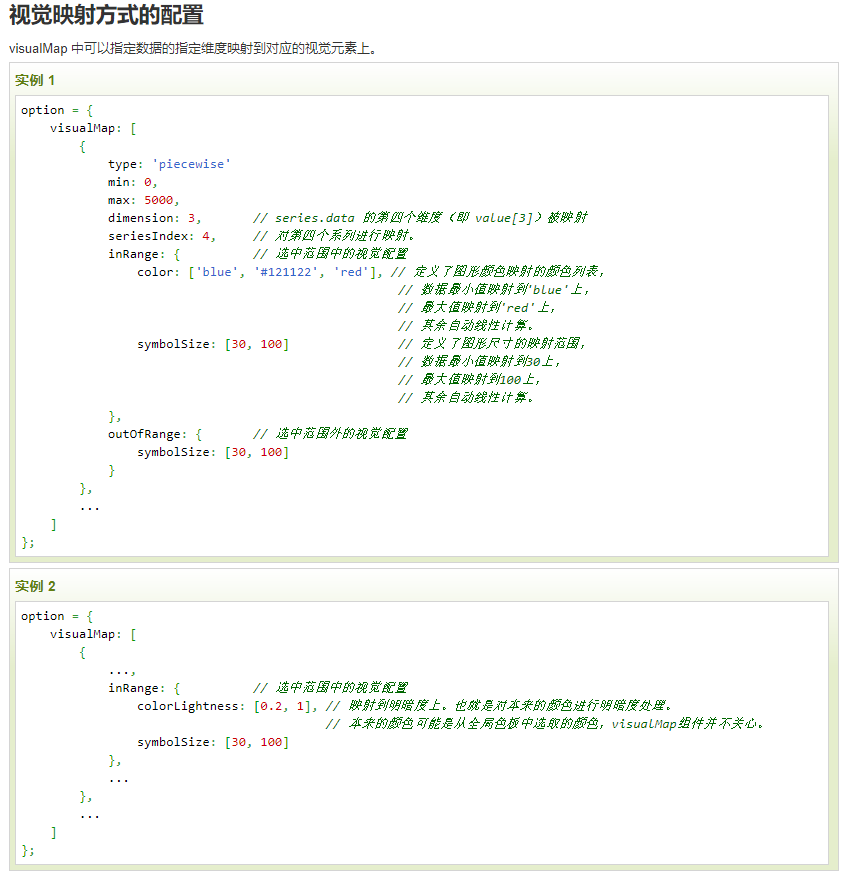 视觉映射方式的配置
visualMap 中可以指定数据的指定维度映射到对应的视觉元素上。
实例 1
option = {
    visualMap: [
        {
            type: 'piecewise'
            min: 0,
            max: 5000,
            dimension: 3,       // series.data 的第四个维度（即 value[3]）被映射
            seriesIndex: 4,     // 对第四个系列进行映射。
            inRange: {          // 选中范围中的视觉配置
                color: ['blue', '#121122', 'red'], // 定义了图形颜色映射的颜色列表，
                                                    // 数据最小值映射到'blue'上，
                                                    // 最大值映射到'red'上，
                                                    // 其余自动线性计算。
                symbolSize: [30, 100]               // 定义了图形尺寸的映射范围，
                                                    // 数据最小值映射到30上，
                                                    // 最大值映射到100上，
                                                    // 其余自动线性计算。
            },
            outOfRange: {       // 选中范围外的视觉配置
                symbolSize: [30, 100]
            }
        },
        ...
    ]
};
实例 2
option = {
    visualMap: [
        {
            ...,
            inRange: {          // 选中范围中的视觉配置
                colorLightness: [0.2, 1], // 映射到明暗度上。也就是对本来的颜色进行明暗度处理。
                                          // 本来的颜色可能是从全局色板中选取的颜色，visualMap组件并不关心。
                symbolSize: [30, 100]
            },
            ...
        },
        ...
    ]
};